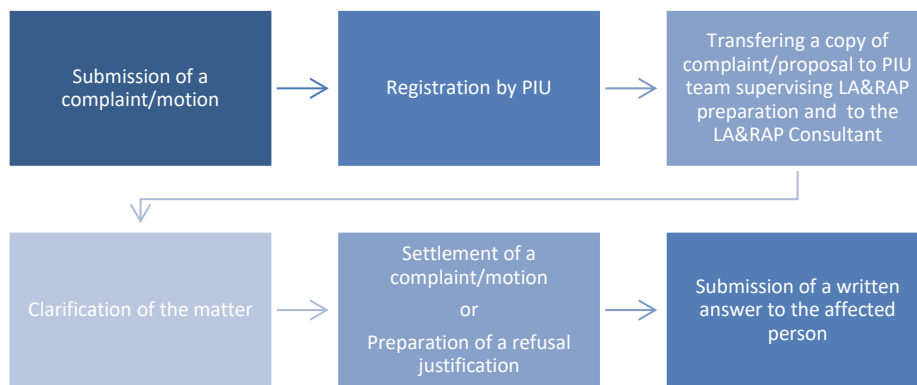 Submission of a
complaint/motion
Registration by PIU
Transfering a copy of
complaint/proposal to PIU
team supervising LA&RAP
preparation and  to the
LA&RAP Consultant
Clarification of the matter
Settlement of a
complaint/motion
or
Preparation of a refusal
justification
Submission of a written
answer to the affected
person